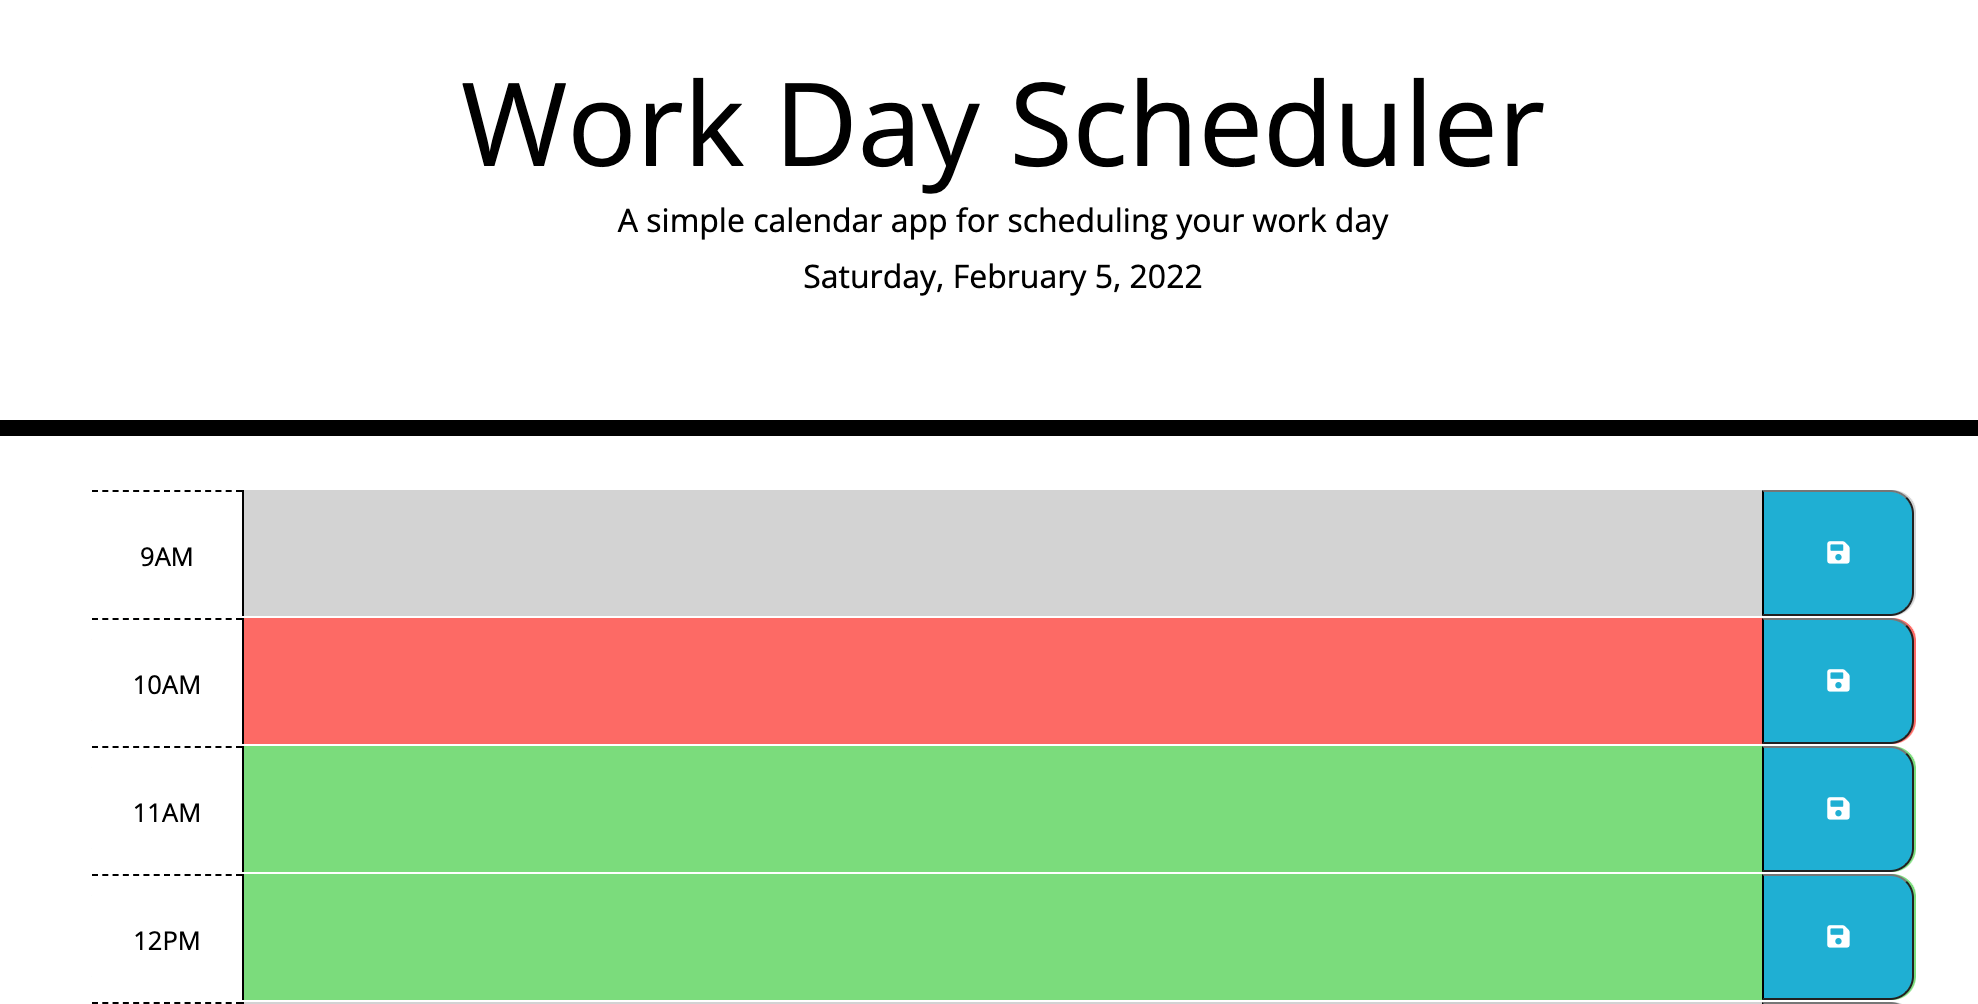 Work Day Scheduler
A simple calendar app for scheduling your work day
Saturday, February 5, 2022
9AM
10AM
11AM
12PM